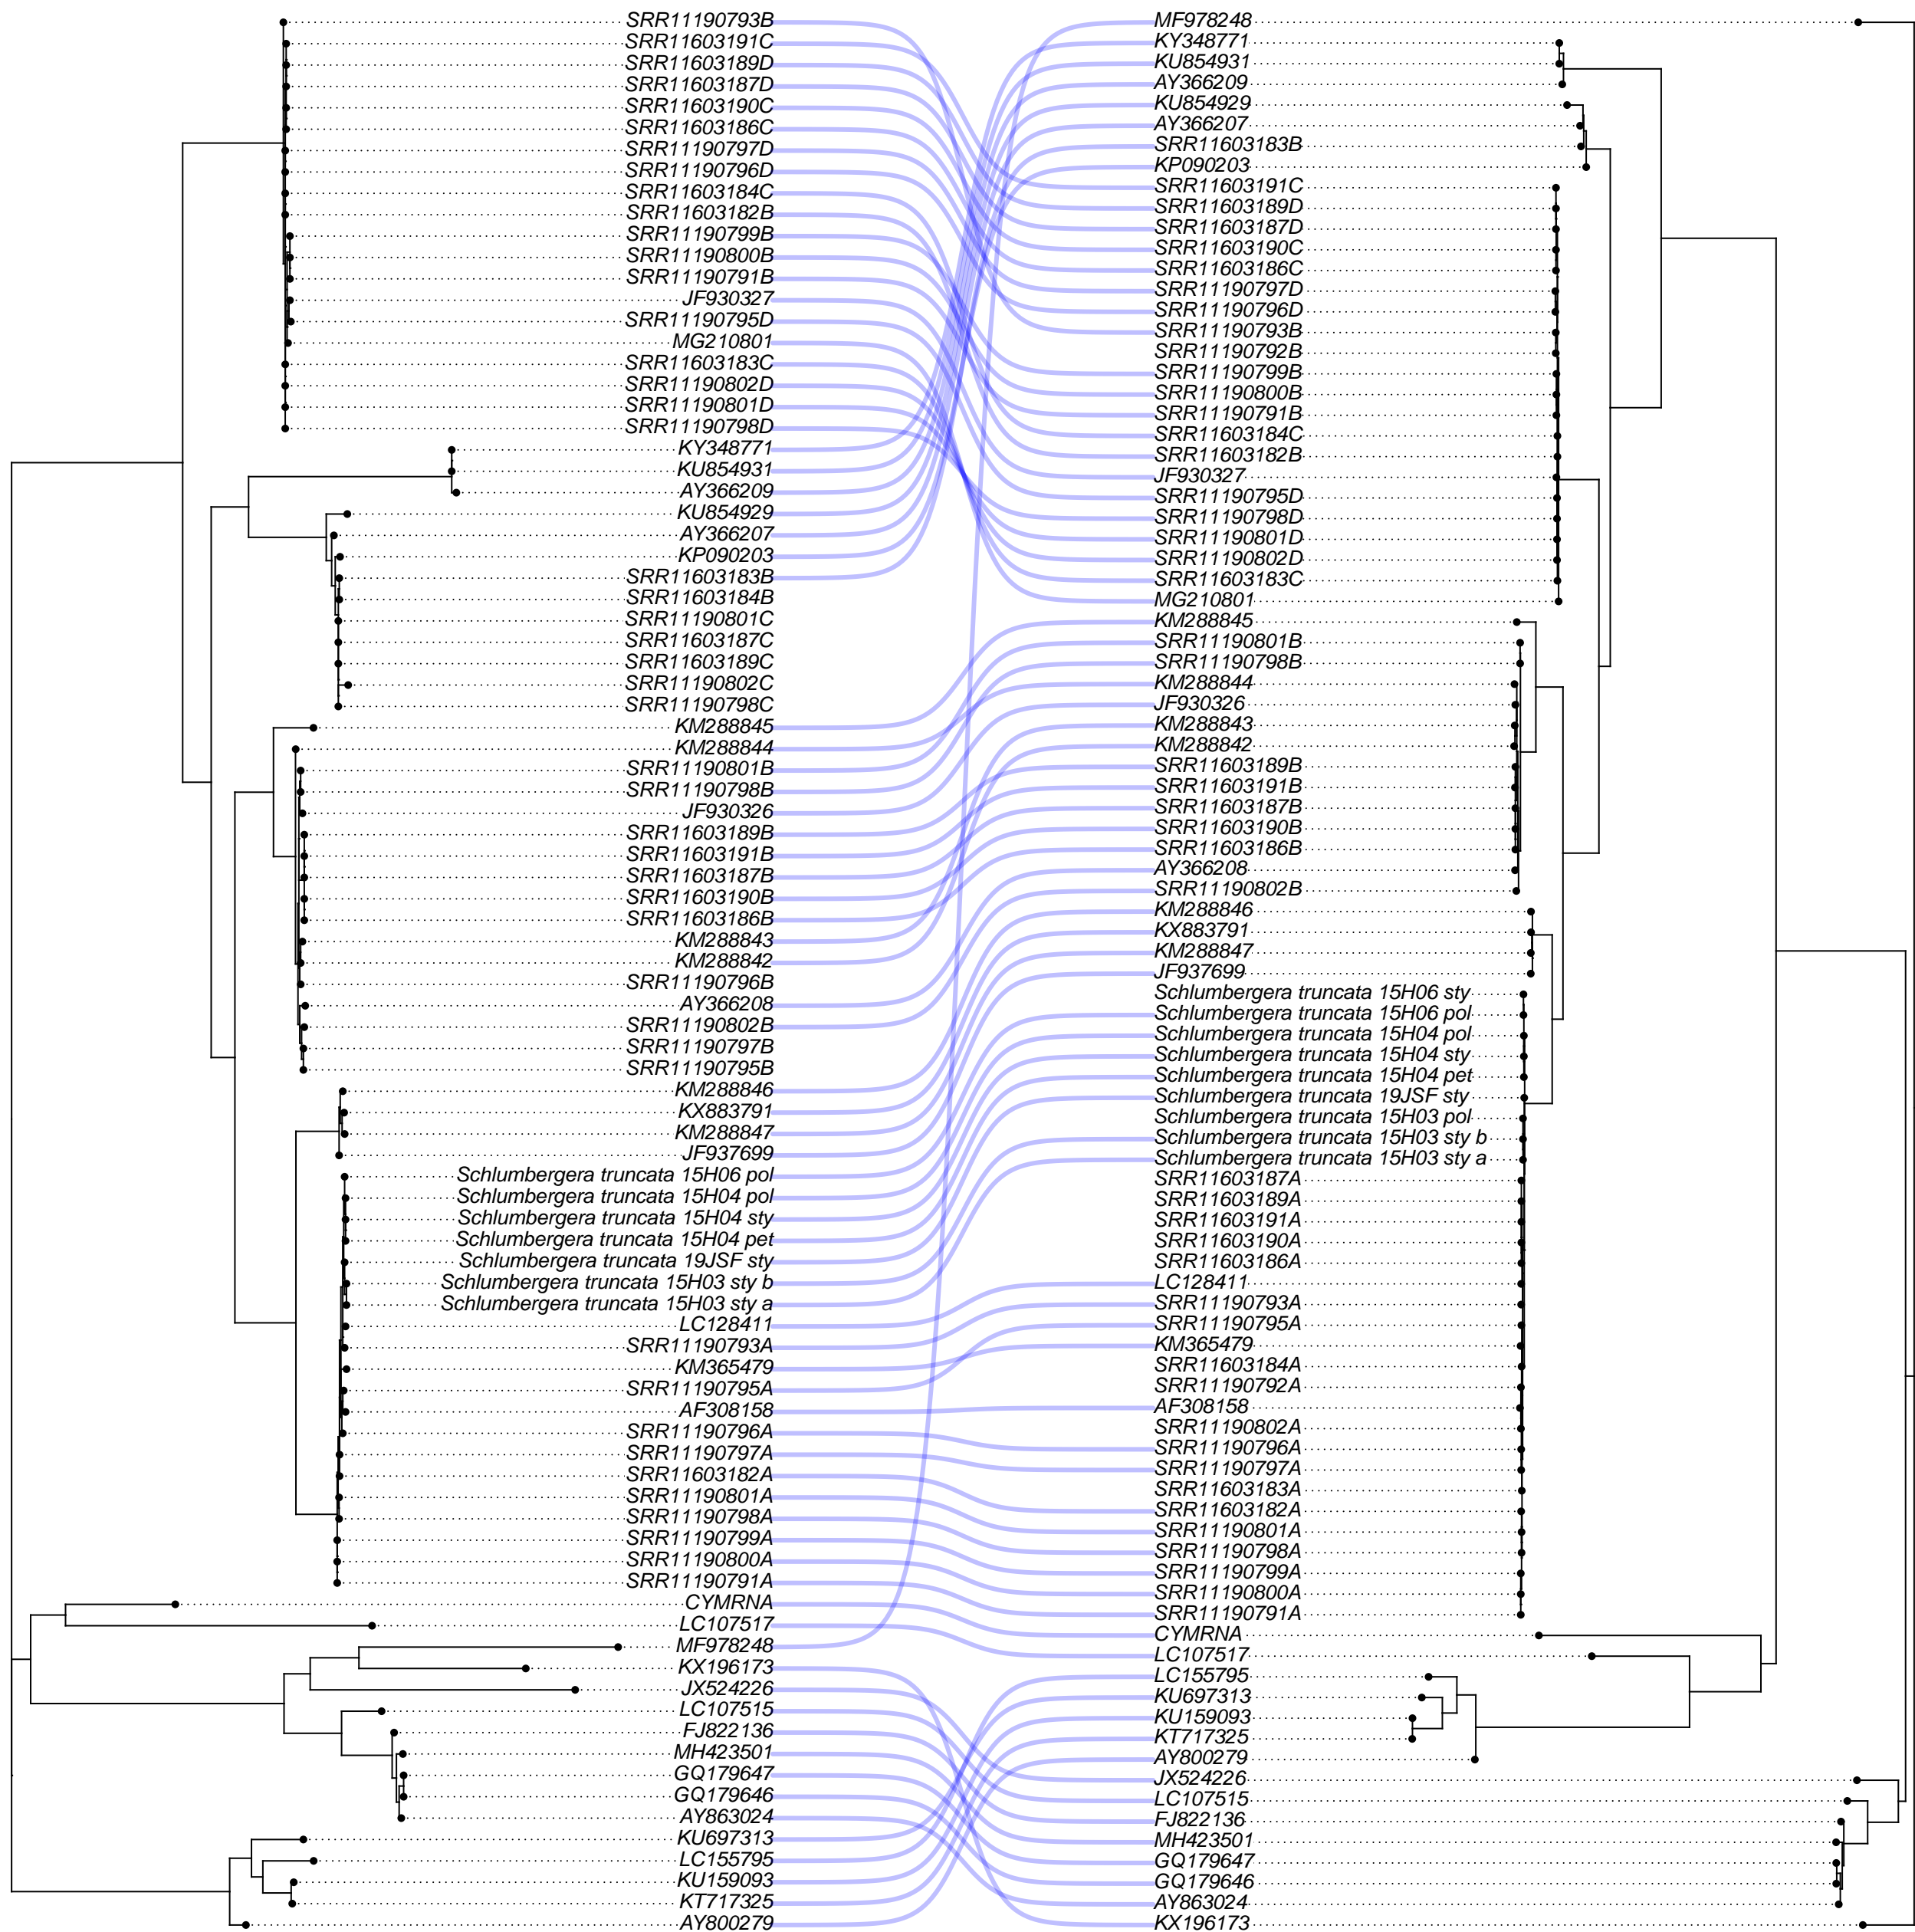 SRR11190793B
SRR11603191C
SRR11603189D
SRR11603187D
SRR11603190C
SRR11603186C
SRR11190797D
SRR11190796D
SRR11603184C
SRR11603182B
SRR11190799B
SRR11190800B
SRR11190791B
JF930327
SRR11190795D
MG210801
SRR11603183C
SRR11190802D
SRR11190801D
SRR11190798D
KY348771
KU854931
AY366209
KU854929
AY366207
KP090203
SRR11603183B
SRR11603184B
SRR11190801C
SRR11603187C
SRR11603189C
SRR11190802C
SRR11190798C
KM288845
KM288844
SRR11190801B
SRR11190798B
JF930326
SRR11603189B
SRR11603191B
SRR11603187B
SRR11603190B
SRR11603186B
KM288843
KM288842
SRR11190796B
AY366208
SRR11190802B
SRR11190797B
SRR11190795B
KM288846
KX883791
KM288847
JF937699
Schlumbergera truncata 15H06 pol
Schlumbergera truncata 15H04 pol
Schlumbergera truncata 15H04 sty
Schlumbergera truncata 15H04 pet
Schlumbergera truncata 19JSF sty
Schlumbergera truncata 15H03 sty b
Schlumbergera truncata 15H03 sty a
LC128411
SRR11190793A
KM365479
SRR11190795A
AF308158
SRR11190796A
SRR11190797A
SRR11603182A
SRR11190801A
SRR11190798A
SRR11190799A
SRR11190800A
SRR11190791A
CYMRNA
LC107517
MF978248
KX196173
JX524226
LC107515
FJ822136
MH423501
GQ179647
GQ179646
AY863024
KU697313
LC155795
KU159093
KT717325
AY800279
MF978248
KY348771
KU854931
AY366209
KU854929
AY366207
SRR11603183B
KP090203
SRR11603191C
SRR11603189D
SRR11603187D
SRR11603190C
SRR11603186C
SRR11190797D
SRR11190796D
SRR11190793B
SRR11190792B
SRR11190799B
SRR11190800B
SRR11190791B
SRR11603184C
SRR11603182B
JF930327
SRR11190795D
SRR11190798D
SRR11190801D
SRR11190802D
SRR11603183C
MG210801
KM288845
SRR11190801B
SRR11190798B
KM288844
JF930326
KM288843
KM288842
SRR11603189B
SRR11603191B
SRR11603187B
SRR11603190B
SRR11603186B
AY366208
SRR11190802B
KM288846
KX883791
KM288847
JF937699
Schlumbergera truncata 15H06 sty
Schlumbergera truncata 15H06 pol
Schlumbergera truncata 15H04 pol
Schlumbergera truncata 15H04 sty
Schlumbergera truncata 15H04 pet
Schlumbergera truncata 19JSF sty
Schlumbergera truncata 15H03 pol
Schlumbergera truncata 15H03 sty b
Schlumbergera truncata 15H03 sty a
SRR11603187A
SRR11603189A
SRR11603191A
SRR11603190A
SRR11603186A
LC128411
SRR11190793A
SRR11190795A
KM365479
SRR11603184A
SRR11190792A
AF308158
SRR11190802A
SRR11190796A
SRR11190797A
SRR11603183A
SRR11603182A
SRR11190801A
SRR11190798A
SRR11190799A
SRR11190800A
SRR11190791A
CYMRNA
LC107517
LC155795
KU697313
KU159093
KT717325
AY800279
JX524226
LC107515
FJ822136
MH423501
GQ179647
GQ179646
AY863024
KX196173